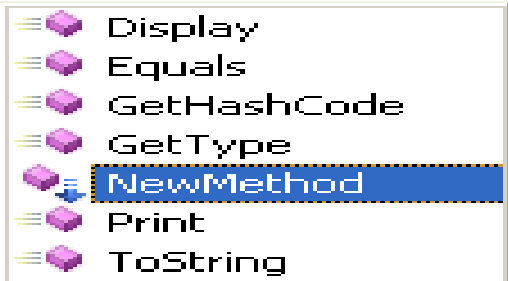 Display
Equals
GetHashCode
GetType
NewMethod
Print
ToString